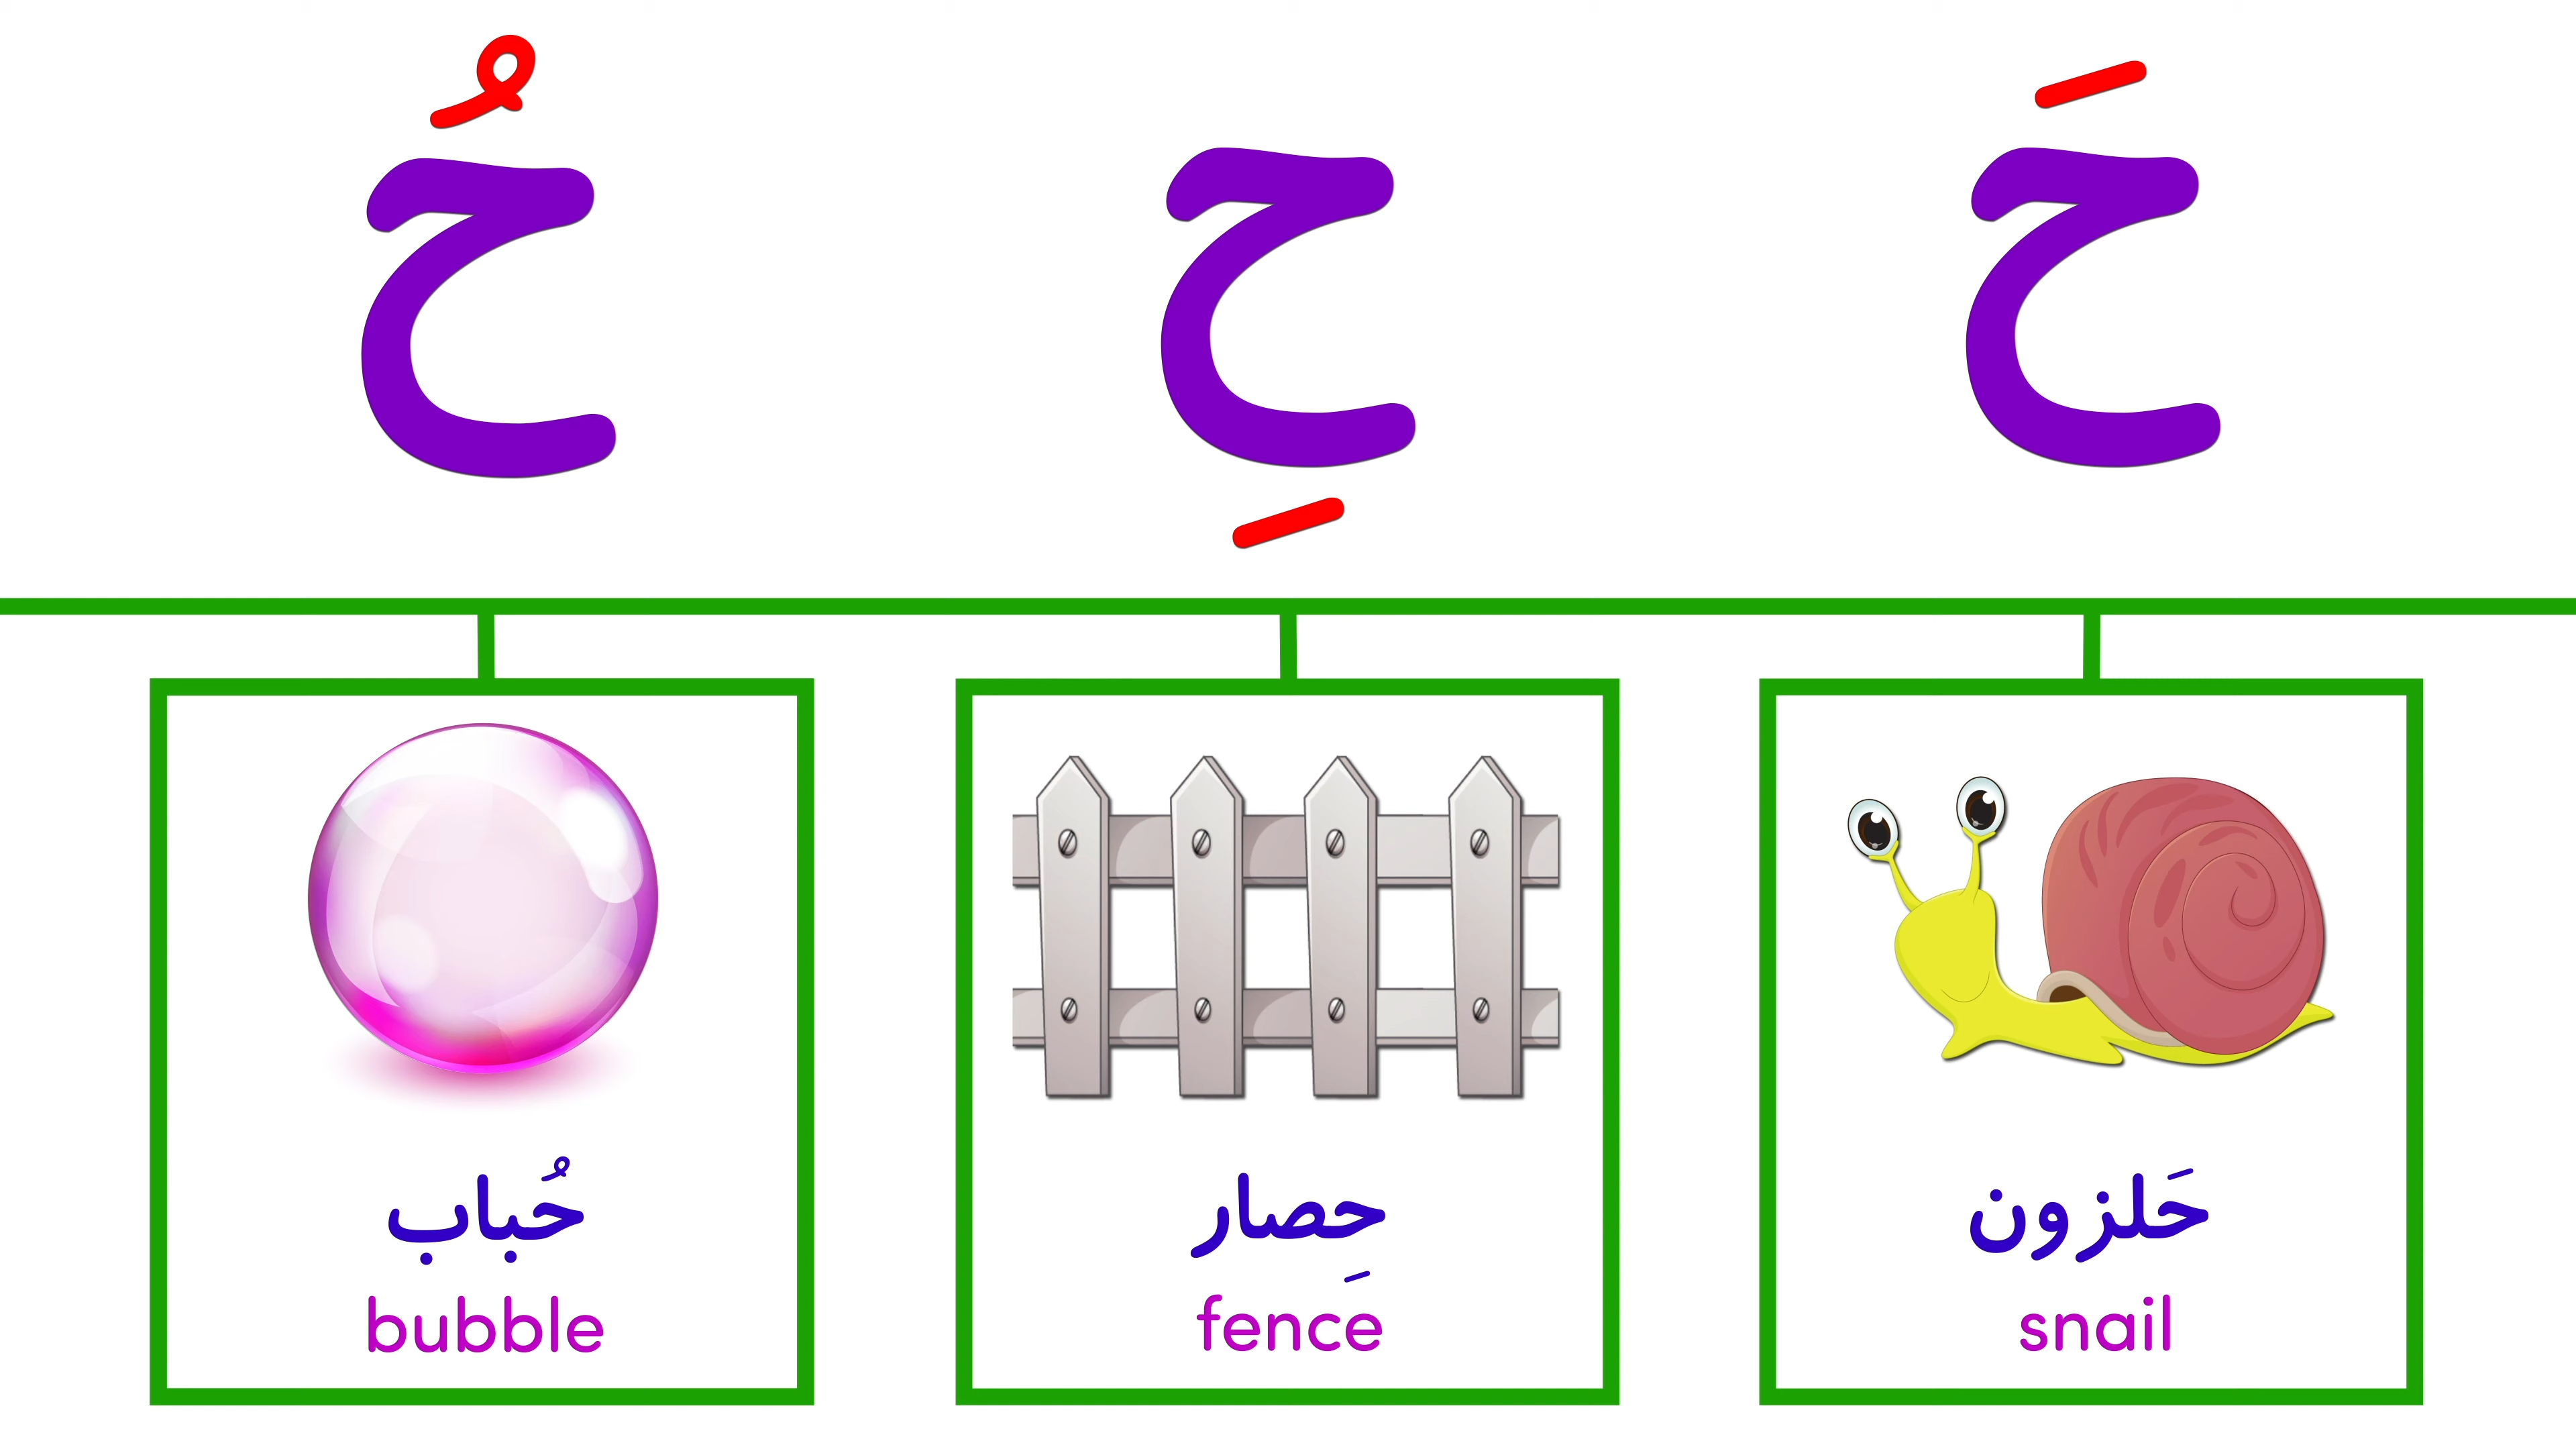 حَ
حِ
حُ
حَلزون
snail
حِصار
fence
حُباب
bubble